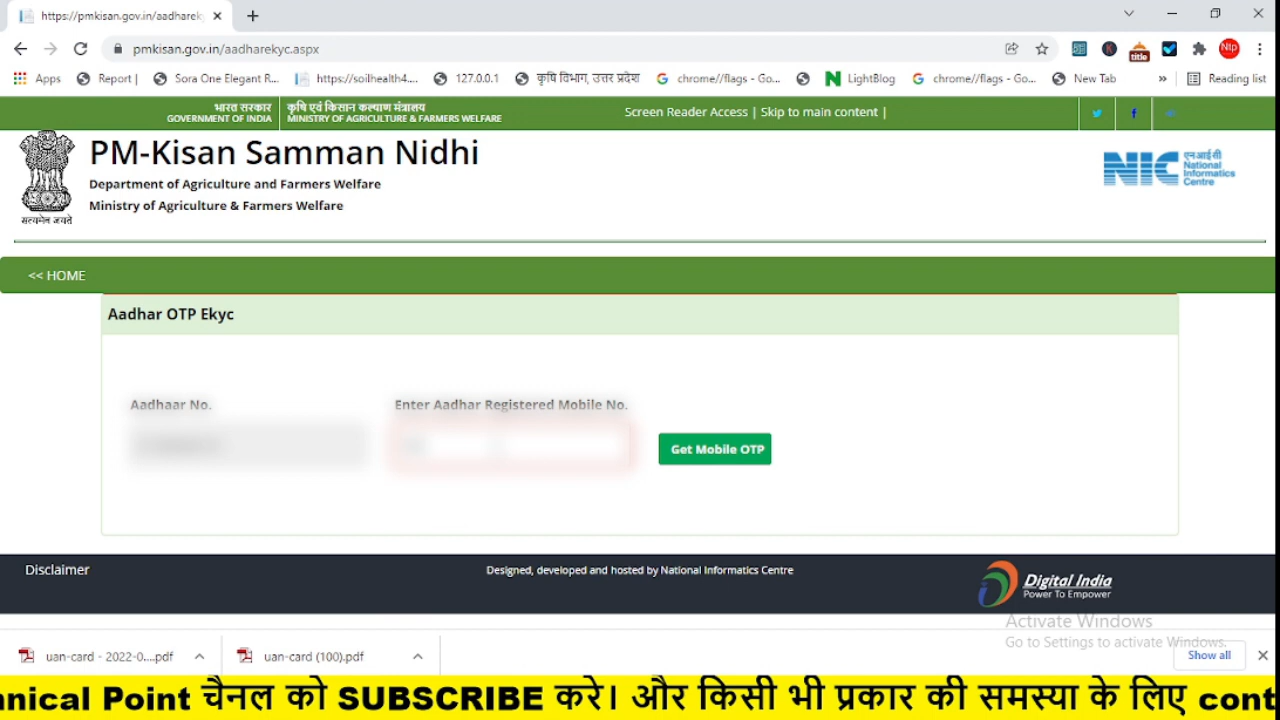 https://pmkisan.gov.in/aadharek
pmkisan.gov.in/aadharekyc.aspx
title
Ntp
Apps
Report |
Sora One Elegant R...
https://soilhealth4....
127.0.0.1
कृषि विभाग, उत्तर प्रदेश
chrome//flags - Go...
LightBlog
chrome//flags - Go...
New Tab
»
Reading list
भारत सरकार
GOVERNMENT OF INDIA
कृषि एवं किसान कल्याण मंत्रालय
MINISTRY OF AGRICULTURE & FARMERS WELFARE
Screen Reader Access | Skip to main content |
PM-Kisan Samman Nidhi
Department of Agriculture and Farmers Welfare
Ministry of Agriculture & Farmers Welfare
सत्यमेव जयते
NIC
एनआईसी
National
Informatics
Centre
<< HOME
Aadhar OTP Ekyc
Aadhaar No.
Enter Aadhar Registered Mobile No.
Get Mobile OTP
Disclaimer
Designed, developed and hosted by National Informatics Centre
Digital India
Power To Empower
Activate Windows
Go to Settings to activate Windows.
uan-card - 2022-0....pdf
uan-card (100).pdf
Show all
nnical Point चैनल को SUBSCRIBE करे। और किसी भी प्रकार की समस्या के लिए cont